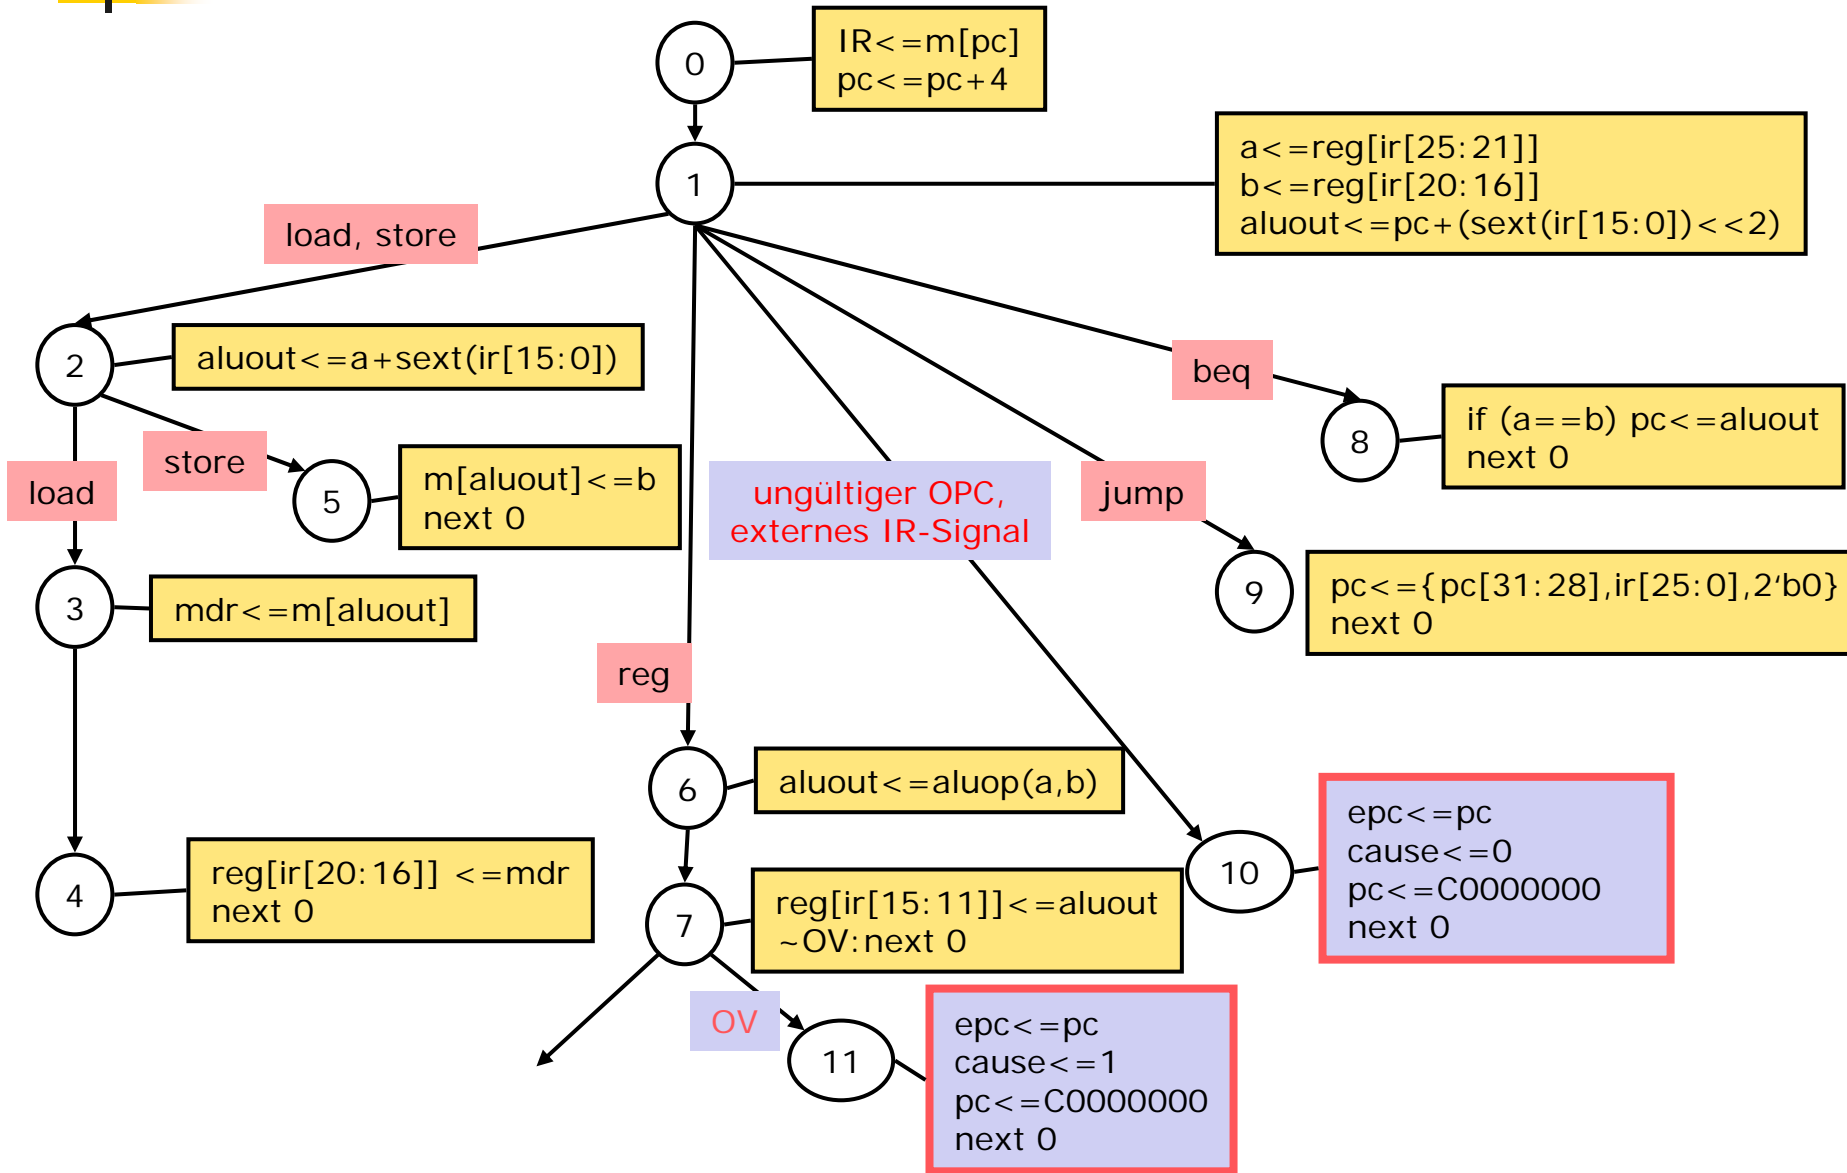 0
IR<=m[pc]
pc<=pc+4
1
a<=reg[ir[25:21]]
b<=reg[ir[20:16]]
aluout<=pc+(sext(ir[15:0])<<2)
load, store
2
aluout<=a+sext(ir[15:0])
beq
8
if (a==b) pc<=aluout
next 0
store
load
5
m[aluout]<=b
next 0
ungültiger OPC,
externes IR-Signal
jump
9
pc<={pc[31:28],ir[25:0],2‘b0}
next 0
3
mdr<=m[aluout]
reg
6
aluout<=aluop(a,b)
4
reg[ir[20:16]] <=mdr
next 0
7
reg[ir[15:11]]<=aluout
~OV:next 0
10
epc<=pc
cause<=0
pc<=C0000000
next 0
OV
11
epc<=pc
cause<=1
pc<=C0000000
next 0